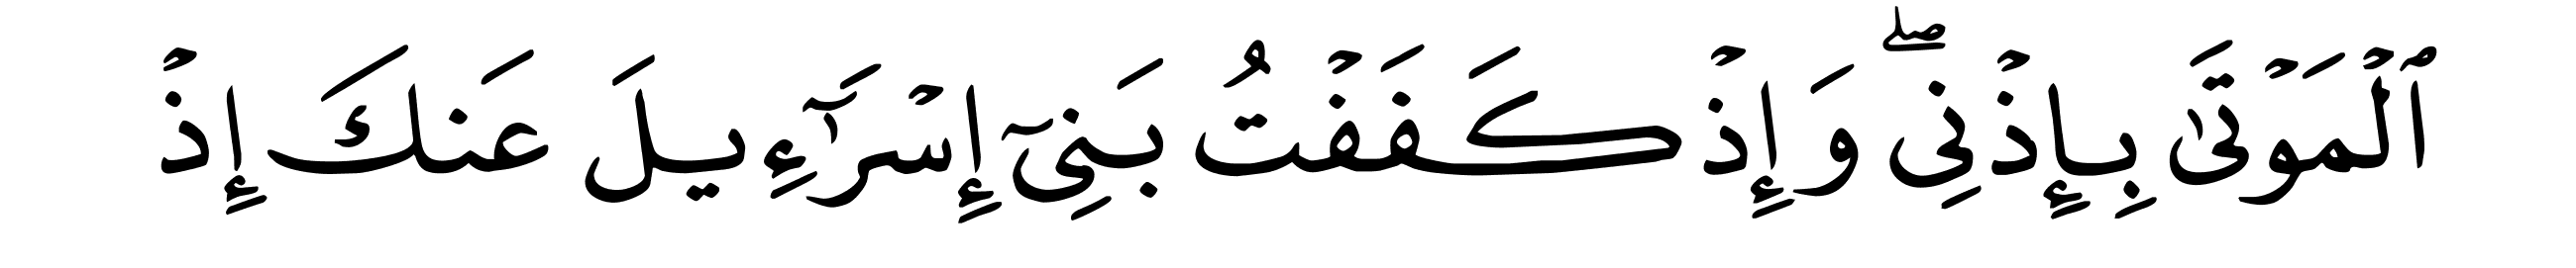 ٱلْمَوْتَىٰ بِإِذْنِى ۖ وَإِذْ كَفَفْتُ بَنِىٓ إِسْرَٰٓءِيلَ عَنكَ إِذْ